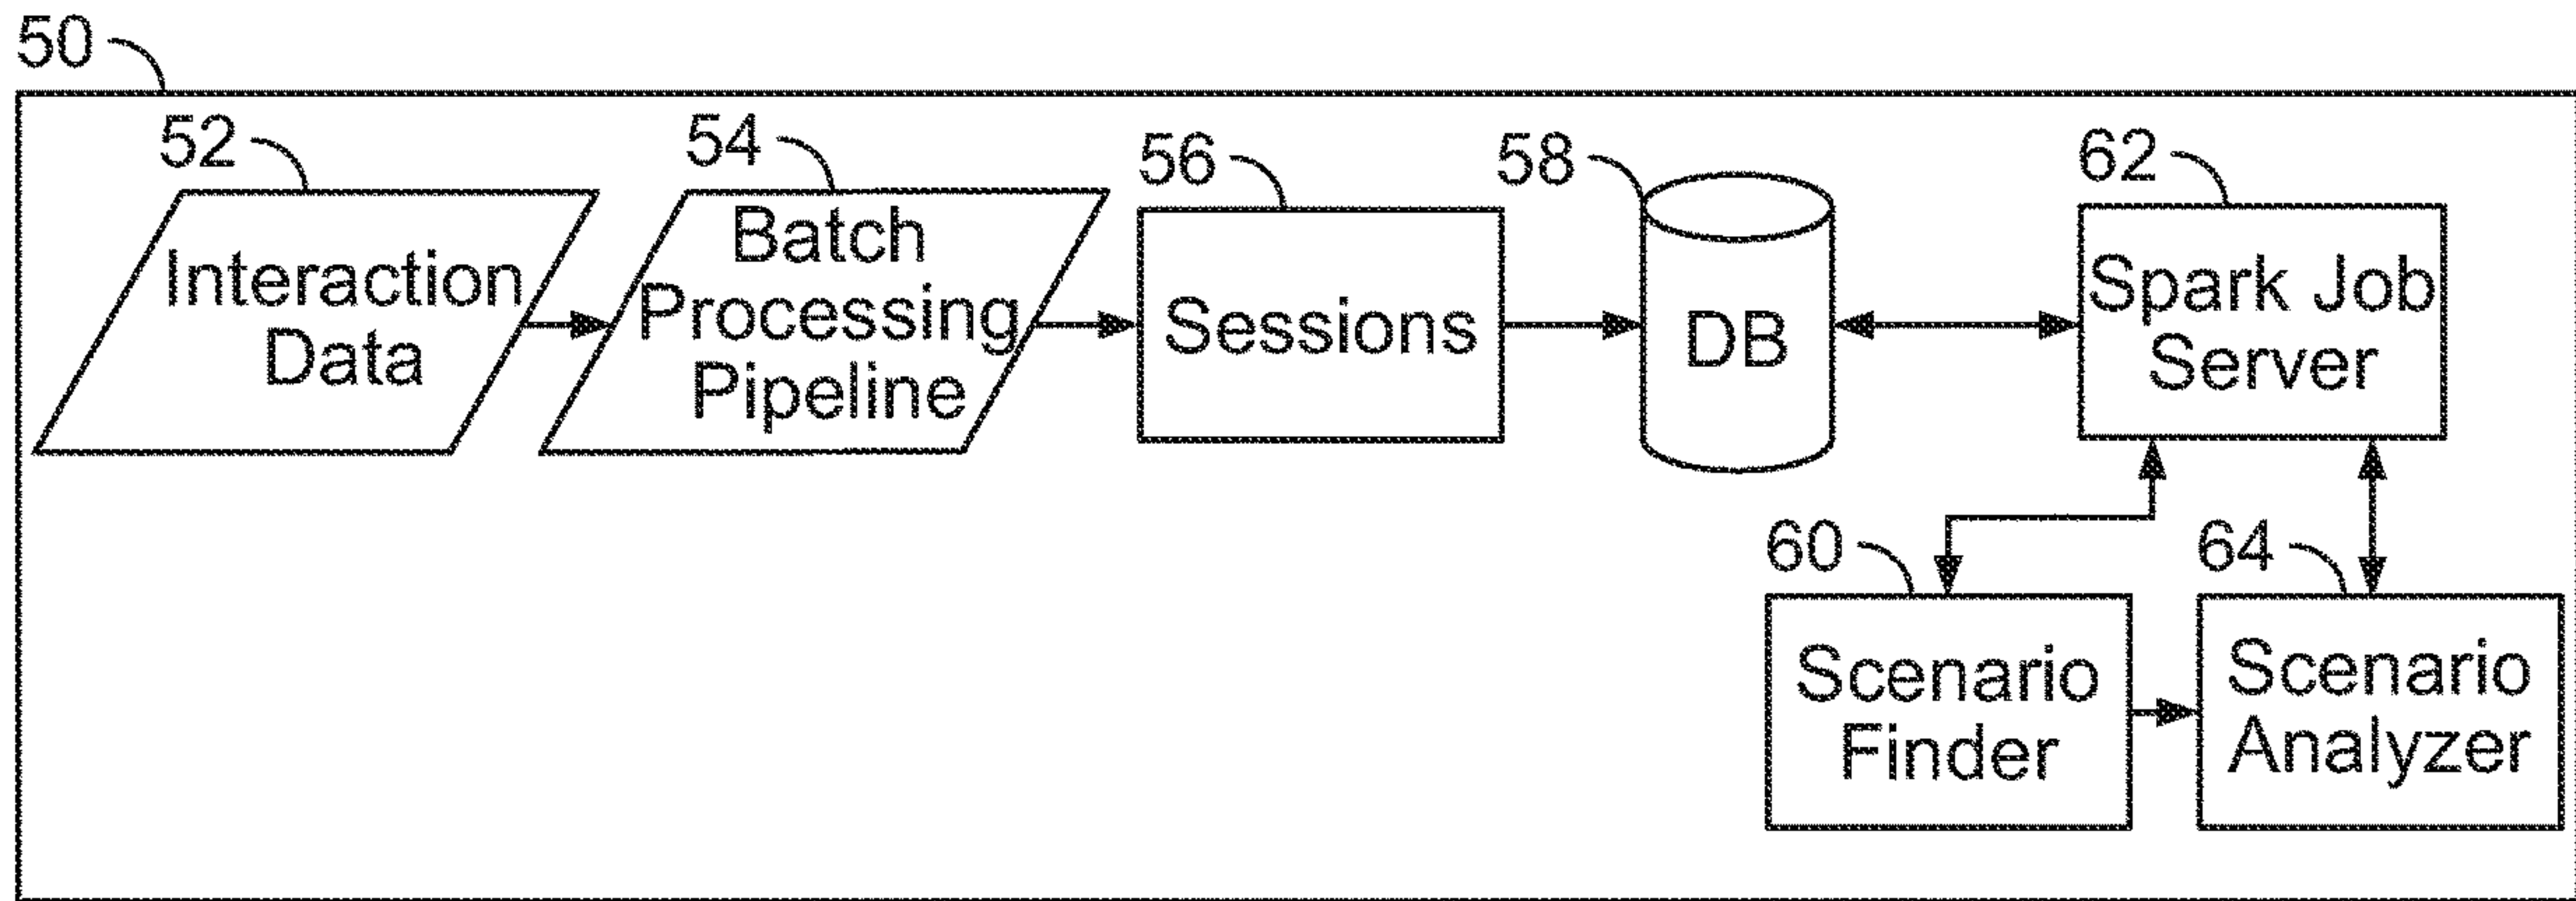 50
52
54
56
58
62
Interaction
Data
Batch
Processing
Pipeline
Sessions
DB
Spark Job
Server
60
64
Scenario
Finder
Scenario
Analyzer